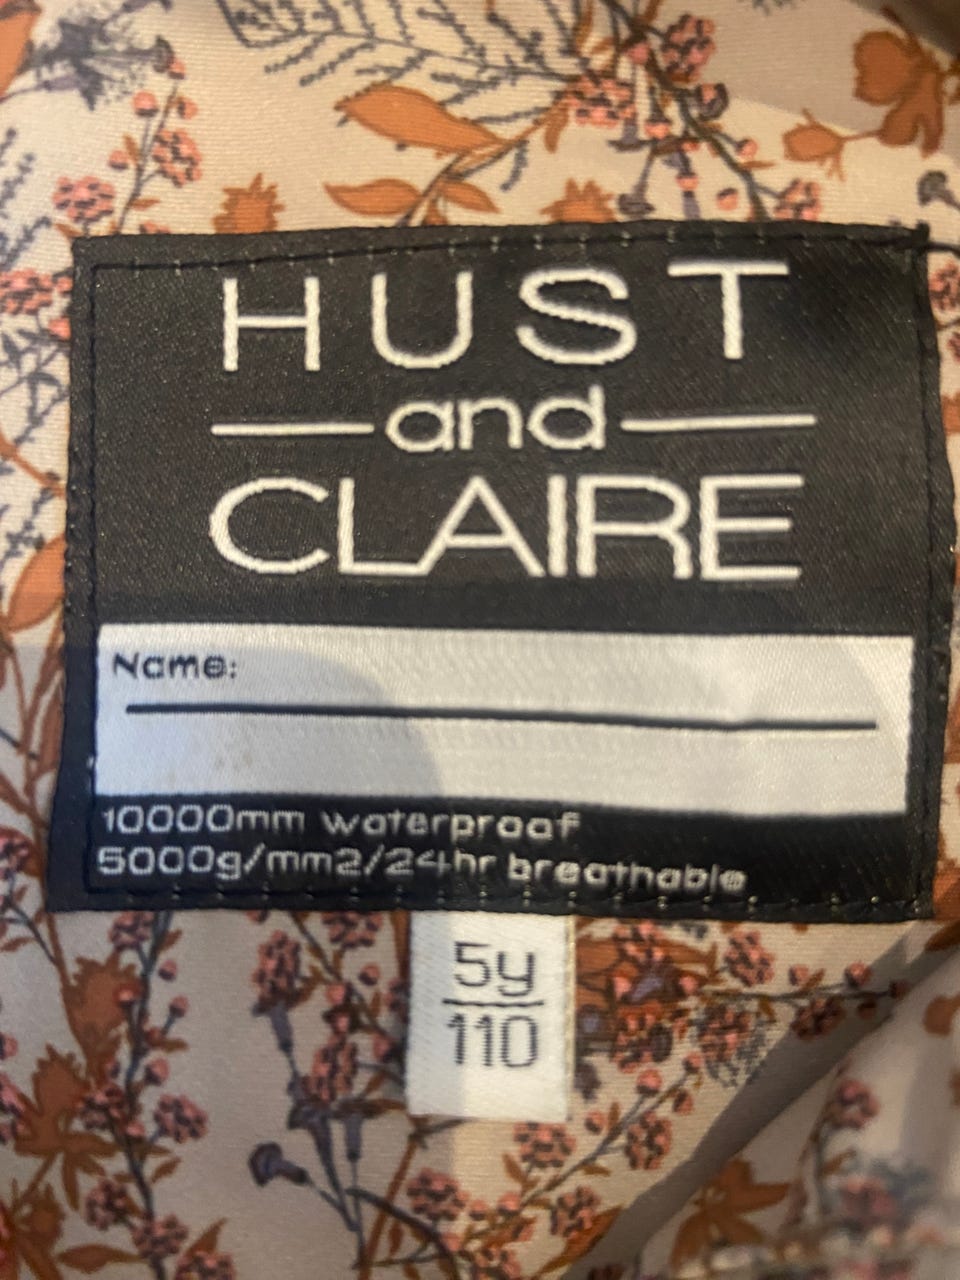 HUST
and
CLAIRE
Name:
10000mm waterproof
5000g/mm2/24hr breathable
5y
110